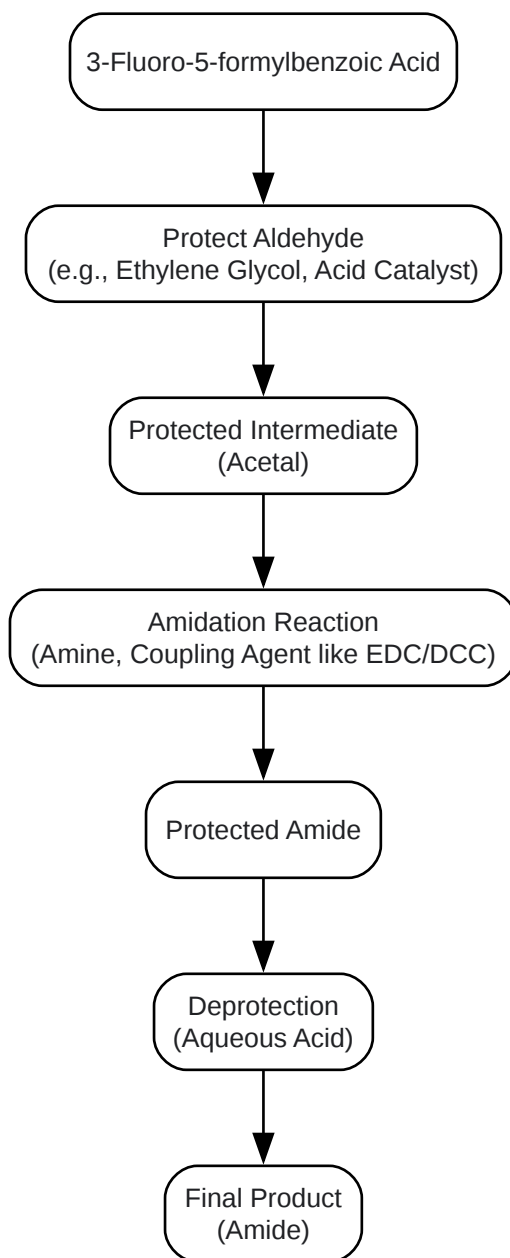 3-Fluoro-5-formylbenzoic Acid
Protect Aldehyde
(e.g., Ethylene Glycol, Acid Catalyst)
Protected Intermediate
(Acetal)
Amidation Reaction
(Amine, Coupling Agent like EDC/DCC)
Protected Amide
Deprotection
(Aqueous Acid)
Final Product
(Amide)